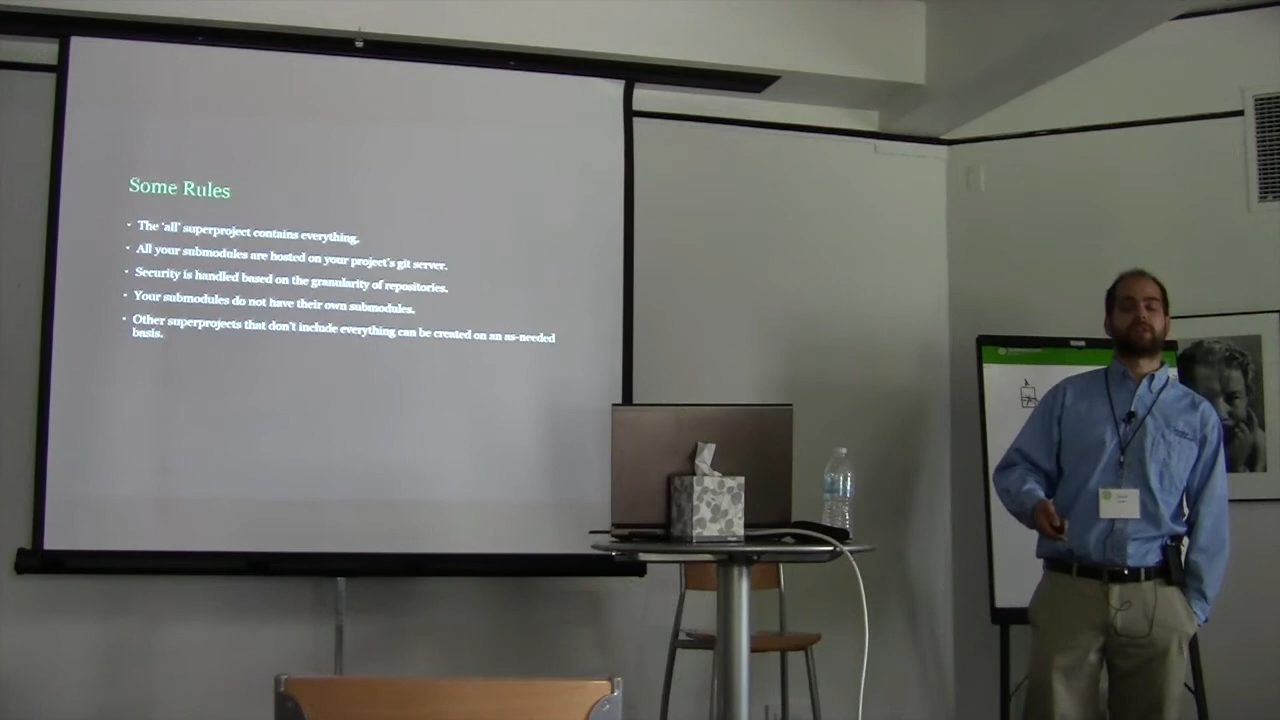 Some Rules
• The ‘all’ superproject contains everything.
• All your submodules are hosted on your project's git server.
• Security is handled based on the granularity of repositories.
• Your submodules do not have their own submodules.
• Other superprojects that don't include everything can be created on an as-needed
basis.